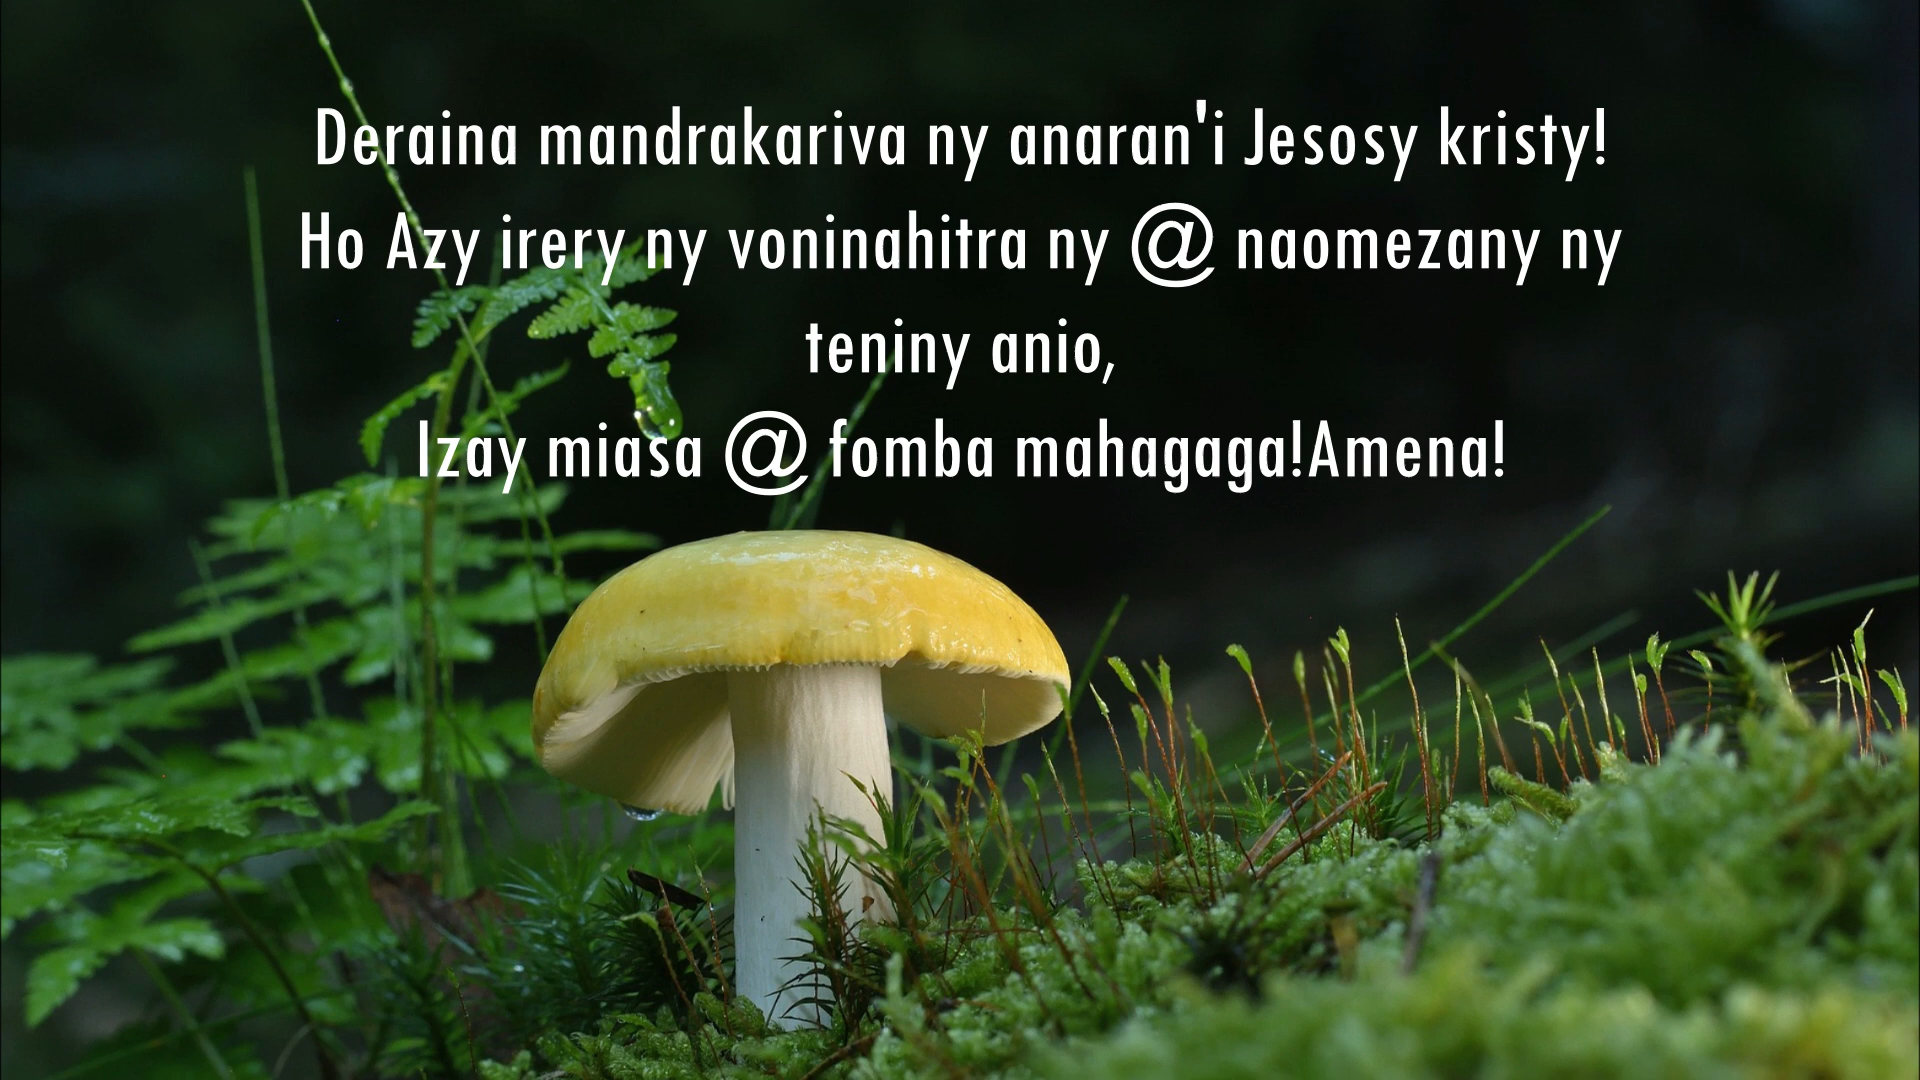 Deraina mandrakariva ny anaran'i Jesosy kristy!
Ho Azy irery ny voninahitra ny @ naomezany ny
teniny anio,
Izay miasa @ fomba mahagaga!Amena!